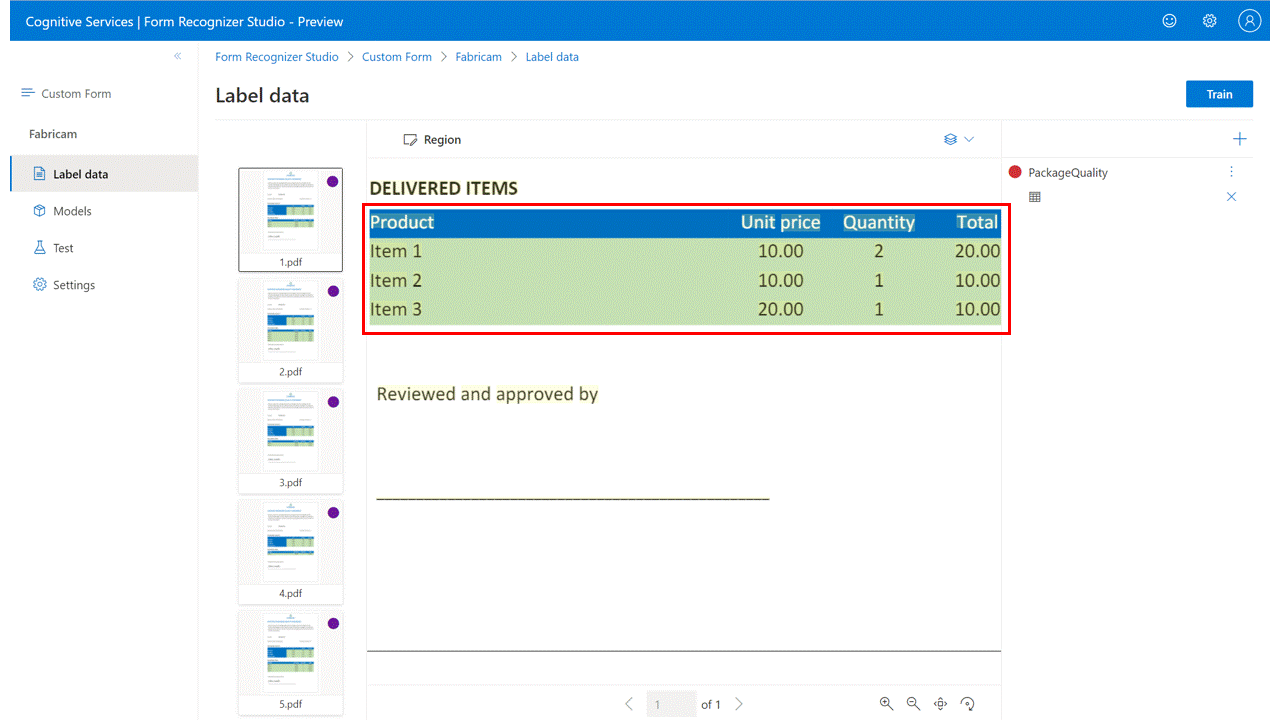 Cognitive Services | Form Recognizer Studio - Preview
Form Recognizer Studio > Custom Form > Fabricam > Label data
Custom Form
Label data
Train
Fabricam
Region
Label data
Models
Test
Settings
1.pdf
2.pdf
3.pdf
4.pdf
5.pdf
DELIVERED ITEMS
Product Unit price Quantity Total
Item 1 10.00 2 20.00
Item 2 10.00 1 10.00
Item 3 20.00 1 10.00
Reviewed and approved by
1 of 1
PackageQuality